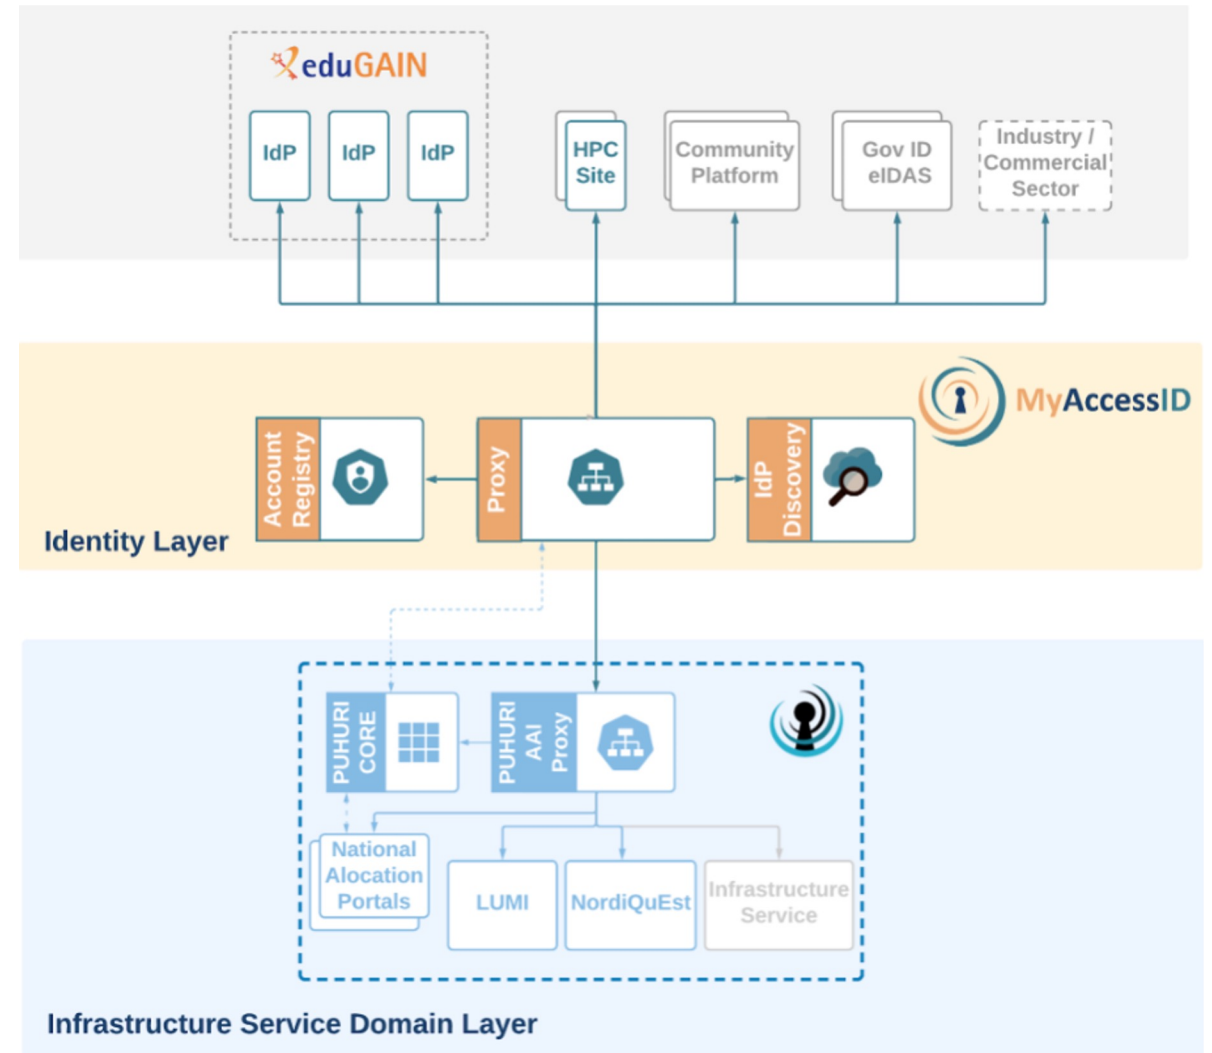 eduGAIN
IdP
IdP
IdP
HPC
Site
Community
Platform
Gov ID
eIDAS
Industry /
Commercial
Sector
MyAccessID
Account
Registry
Proxy
IdP
Discovery
Identity Layer
PUHURI
CORE
PUHURI
AAI
Proxy
National
Alocation
Portals
LUMI
NordiQuEst
Infrastructure
Service
Infrastructure Service Domain Layer